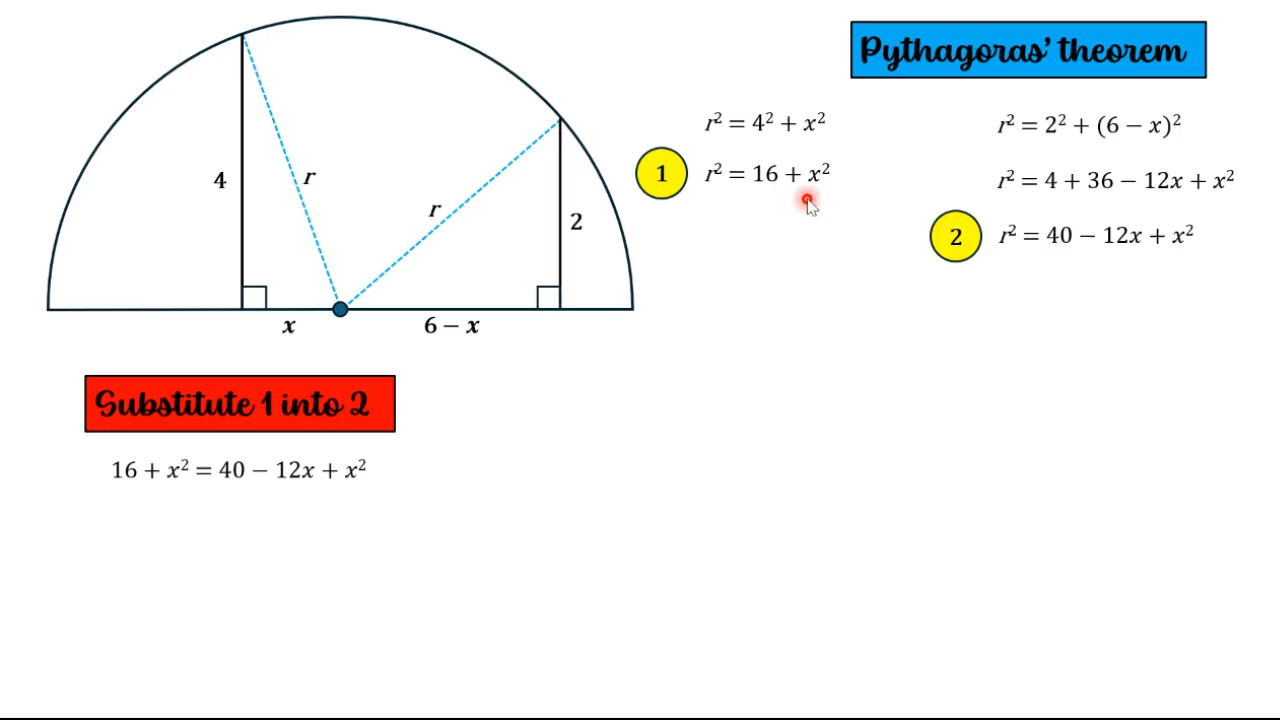 Pythagoras' theorem
r² = 4² + x²
r² = 2² + (6 − x)²
1
r² = 16 + x²
r² = 4 + 36 − 12x + x²
2
r² = 40 − 12x + x²
4
r
r
2
x
6 − x
Substitute 1 into 2
16 + x² = 40 − 12x + x²